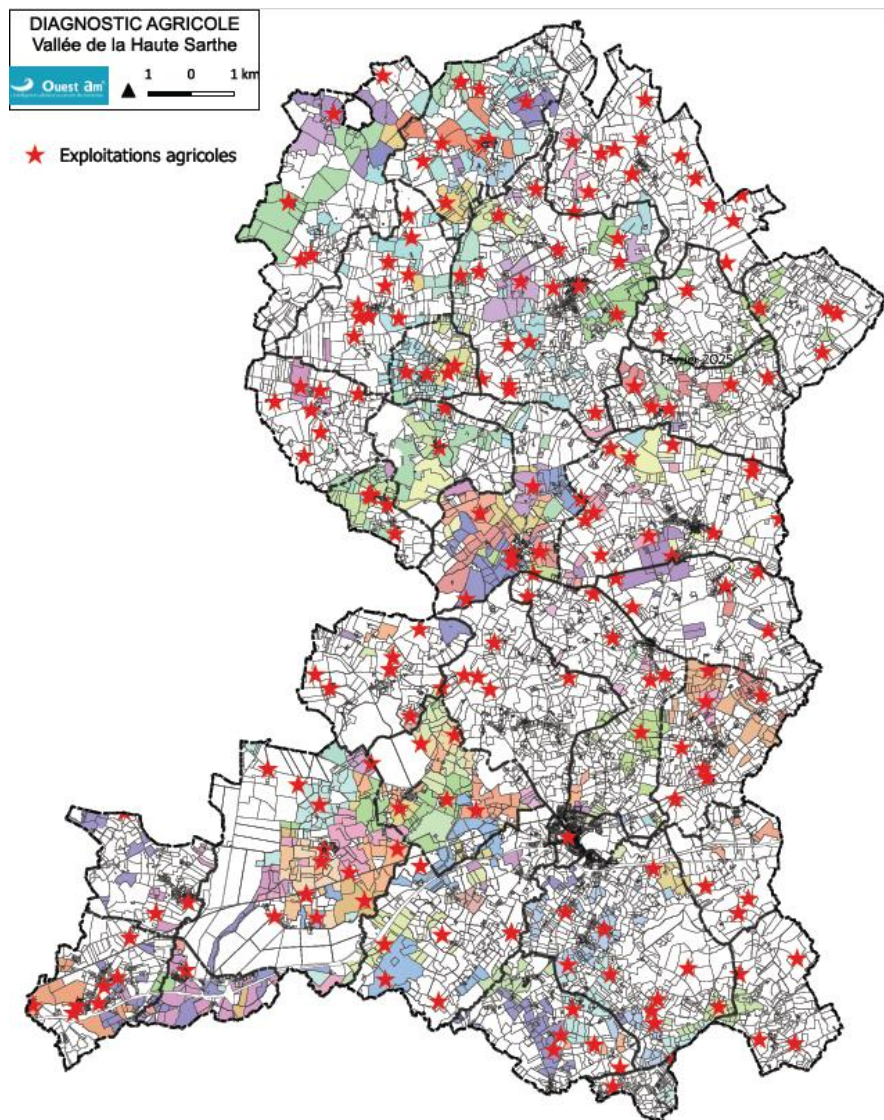 DIAGNOSTIC AGRICOLE
Vallée de la Haute Sarthe
Ouest am'
1 0 1 km
Exploitations agricoles
Février 2025